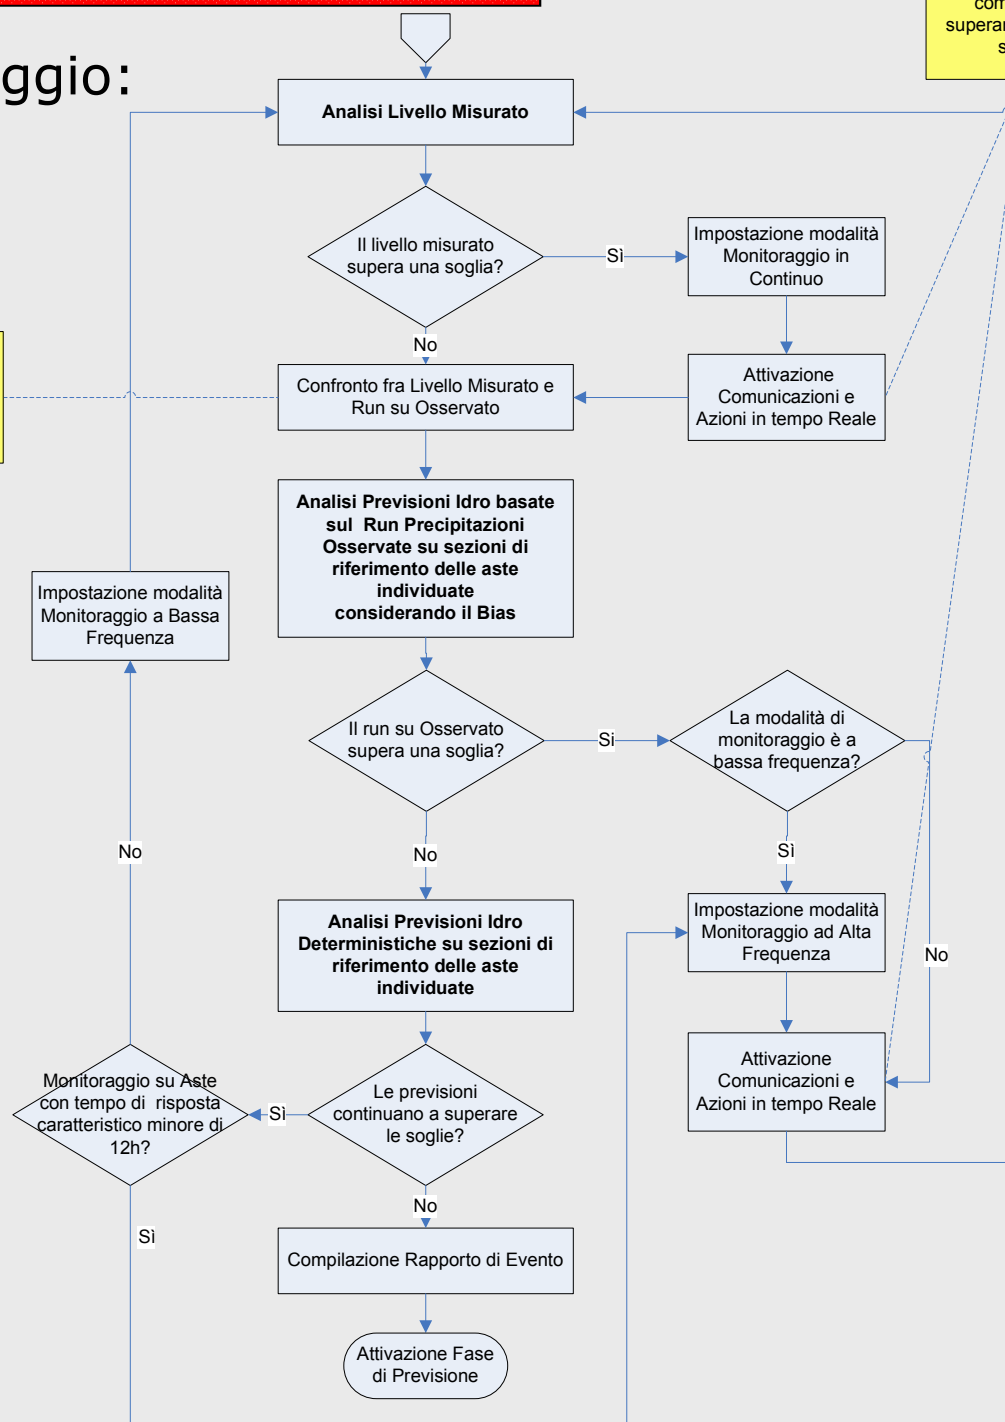 ggio:
Analisi Livello Misurato
Il livello misurato
supera una soglia?
Sì
Impostazione modalità
Monitoraggio in
Continuo
No
Attivazione
Comunicazioni e
Azioni in tempo Reale
Confronto fra Livello Misurato e
Run su Osservato
Analisi Previsioni Idro basate
sul Run Precipitazioni
Osservate su sezioni di
riferimento delle aste
individuate
considerando il Bias
Impostazione modalità
Monitoraggio a Bassa
Frequenza
Il run su Osservato
supera una soglia?
Si
La modalità di
monitoraggio è a
bassa frequenza?
No
No
Sì
Impostazione modalità
Monitoraggio ad Alta
Frequenza
No
Analisi Previsioni Idro
Deterministiche su sezioni di
riferimento delle aste
individuate
Attivazione
Comunicazioni e
Azioni in tempo Reale
Monitoraggio su Aste
con tempo di risposta
caratteristico minore di
12h?
Sì
Le previsioni
continuano a superare
le soglie?
No
Sì
Compilazione Rapporto di Evento
Attivazione Fase
di Previsione